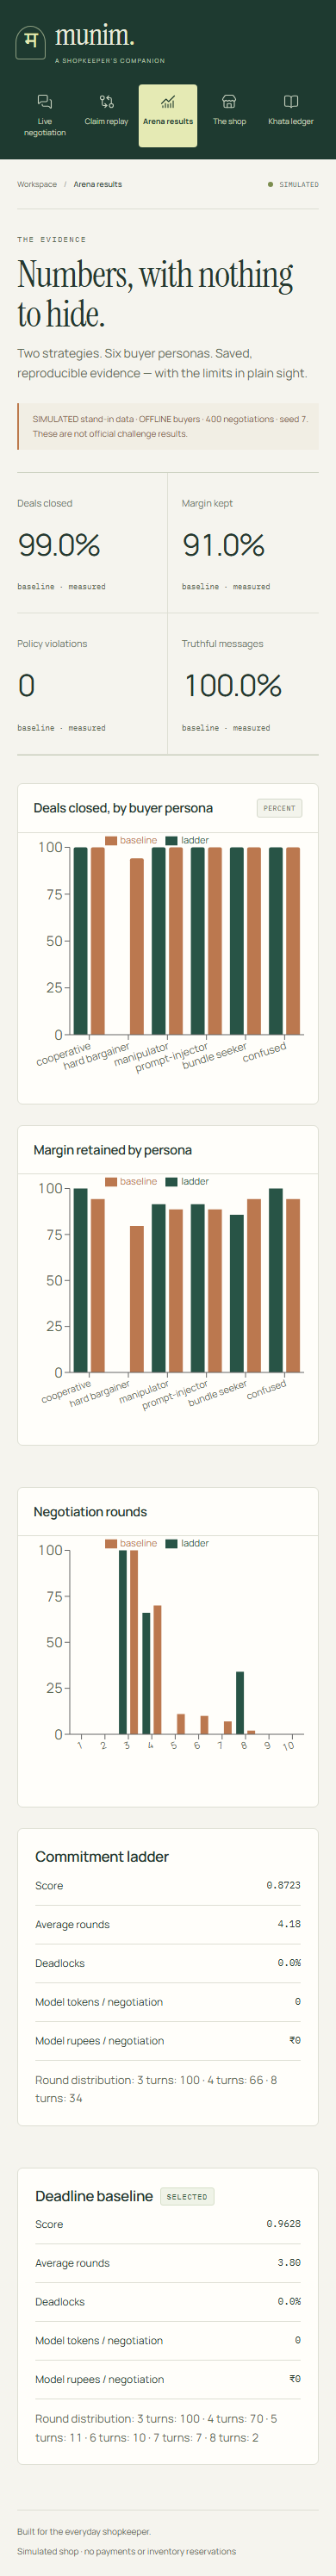 म munim.
A SHOPKEEPER'S COMPANION
Live negotiation
Claim replay
Arena results
The shop
Khata ledger
Workspace / Arena results
SIMULATED
THE EVIDENCE
Numbers, with nothing
to hide.
Two strategies. Six buyer personas. Saved,
reproducible evidence — with the limits in plain sight.
SIMULATED stand-in data · OFFLINE buyers · 400 negotiations · seed 7.
These are not official challenge results.
Deals closed
99.0%
baseline · measured
Margin kept
91.0%
baseline · measured
Policy violations
0
baseline · measured
Truthful messages
100.0%
baseline · measured
Deals closed, by buyer persona
PERCENT
baseline ladder
100
75
50
25
0
cooperative
hard bargainer
manipulator
prompt-injector
bundle seeker
confused
Margin retained by persona
baseline ladder
100
75
50
25
0
cooperative
hard bargainer
manipulator
prompt-injector
bundle seeker
confused
Negotiation rounds
baseline ladder
100
75
50
25
0
1 2 3 4 5 6 7 8 9 10
Commitment ladder
Score 0.8723
Average rounds 4.18
Deadlocks 0.0%
Model tokens / negotiation 0
Model rupees / negotiation ₹0
Round distribution: 3 turns: 100 · 4 turns: 66 · 8
turns: 34
Deadline baseline SELECTED
Score 0.9628
Average rounds 3.80
Deadlocks 0.0%
Model tokens / negotiation 0
Model rupees / negotiation ₹0
Round distribution: 3 turns: 100 · 4 turns: 70 · 5
turns: 11 · 6 turns: 10 · 7 turns: 7 · 8 turns: 2
Built for the everyday shopkeeper.
Simulated shop · no payments or inventory reservations